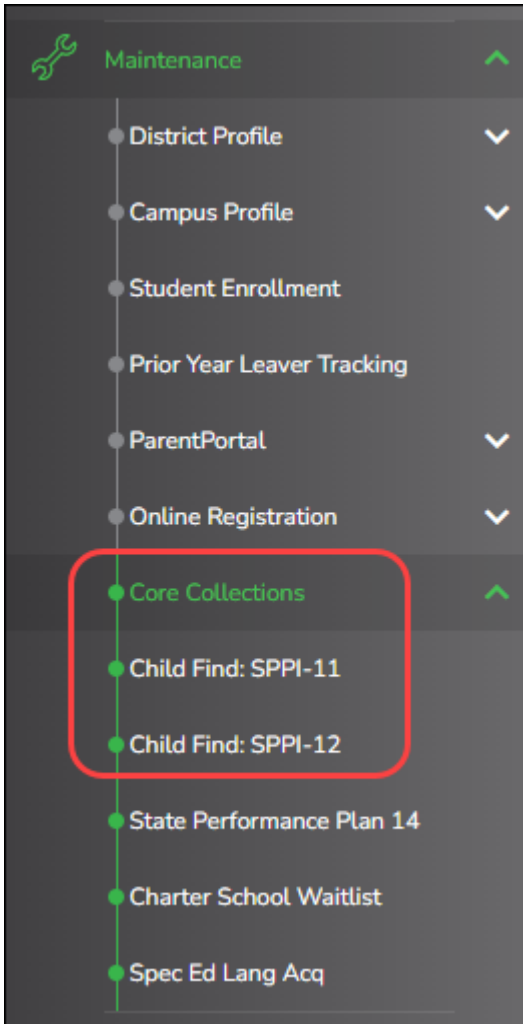 Maintenance
District Profile
Campus Profile
Student Enrollment
Prior Year Leaver Tracking
ParentPortal
Online Registration
Core Collections
Child Find: SPPI-11
Child Find: SPPI-12
State Performance Plan 14
Charter School Waitlist
Spec Ed Lang Acq